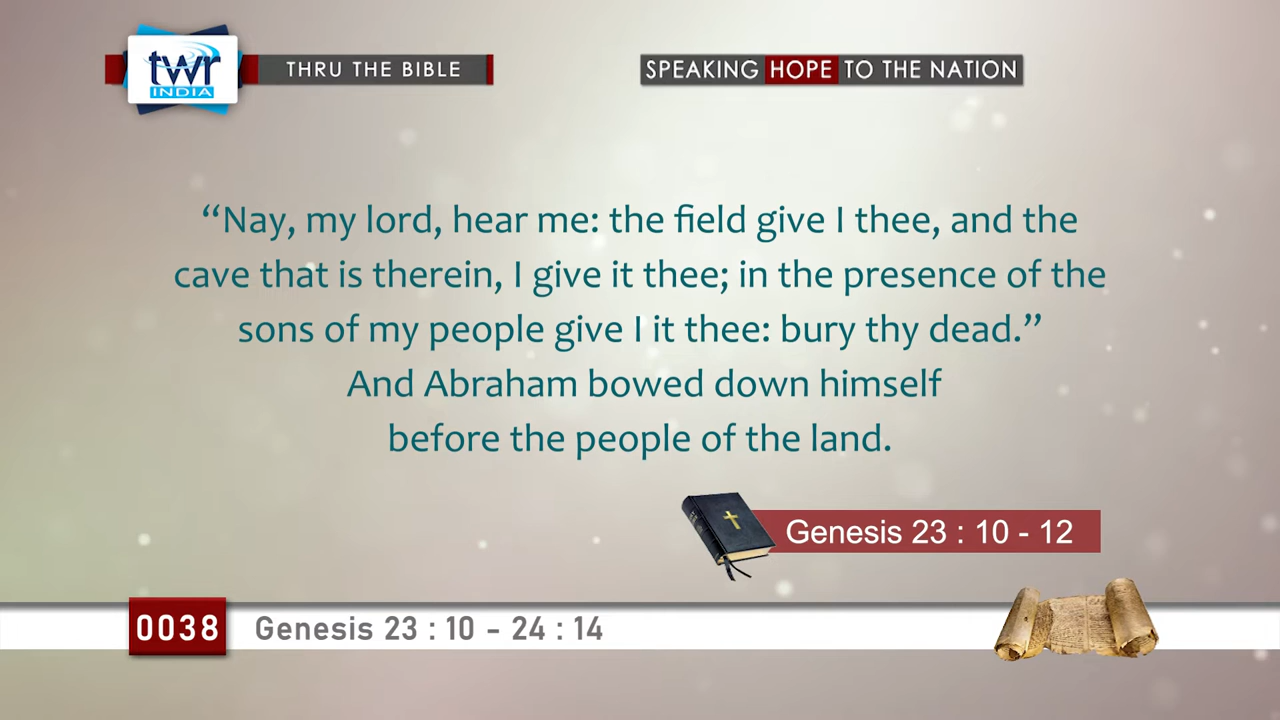 twr
INDIA
THRU THE BIBLE
SPEAKING HOPE TO THE NATION
“Nay, my lord, hear me: the field give I thee, and the
cave that is therein, I give it thee; in the presence of the
sons of my people give I it thee: bury thy dead.”
And Abraham bowed down himself
before the people of the land.
Genesis 23 : 10 - 12
0038
Genesis 23 : 10 - 24 : 14